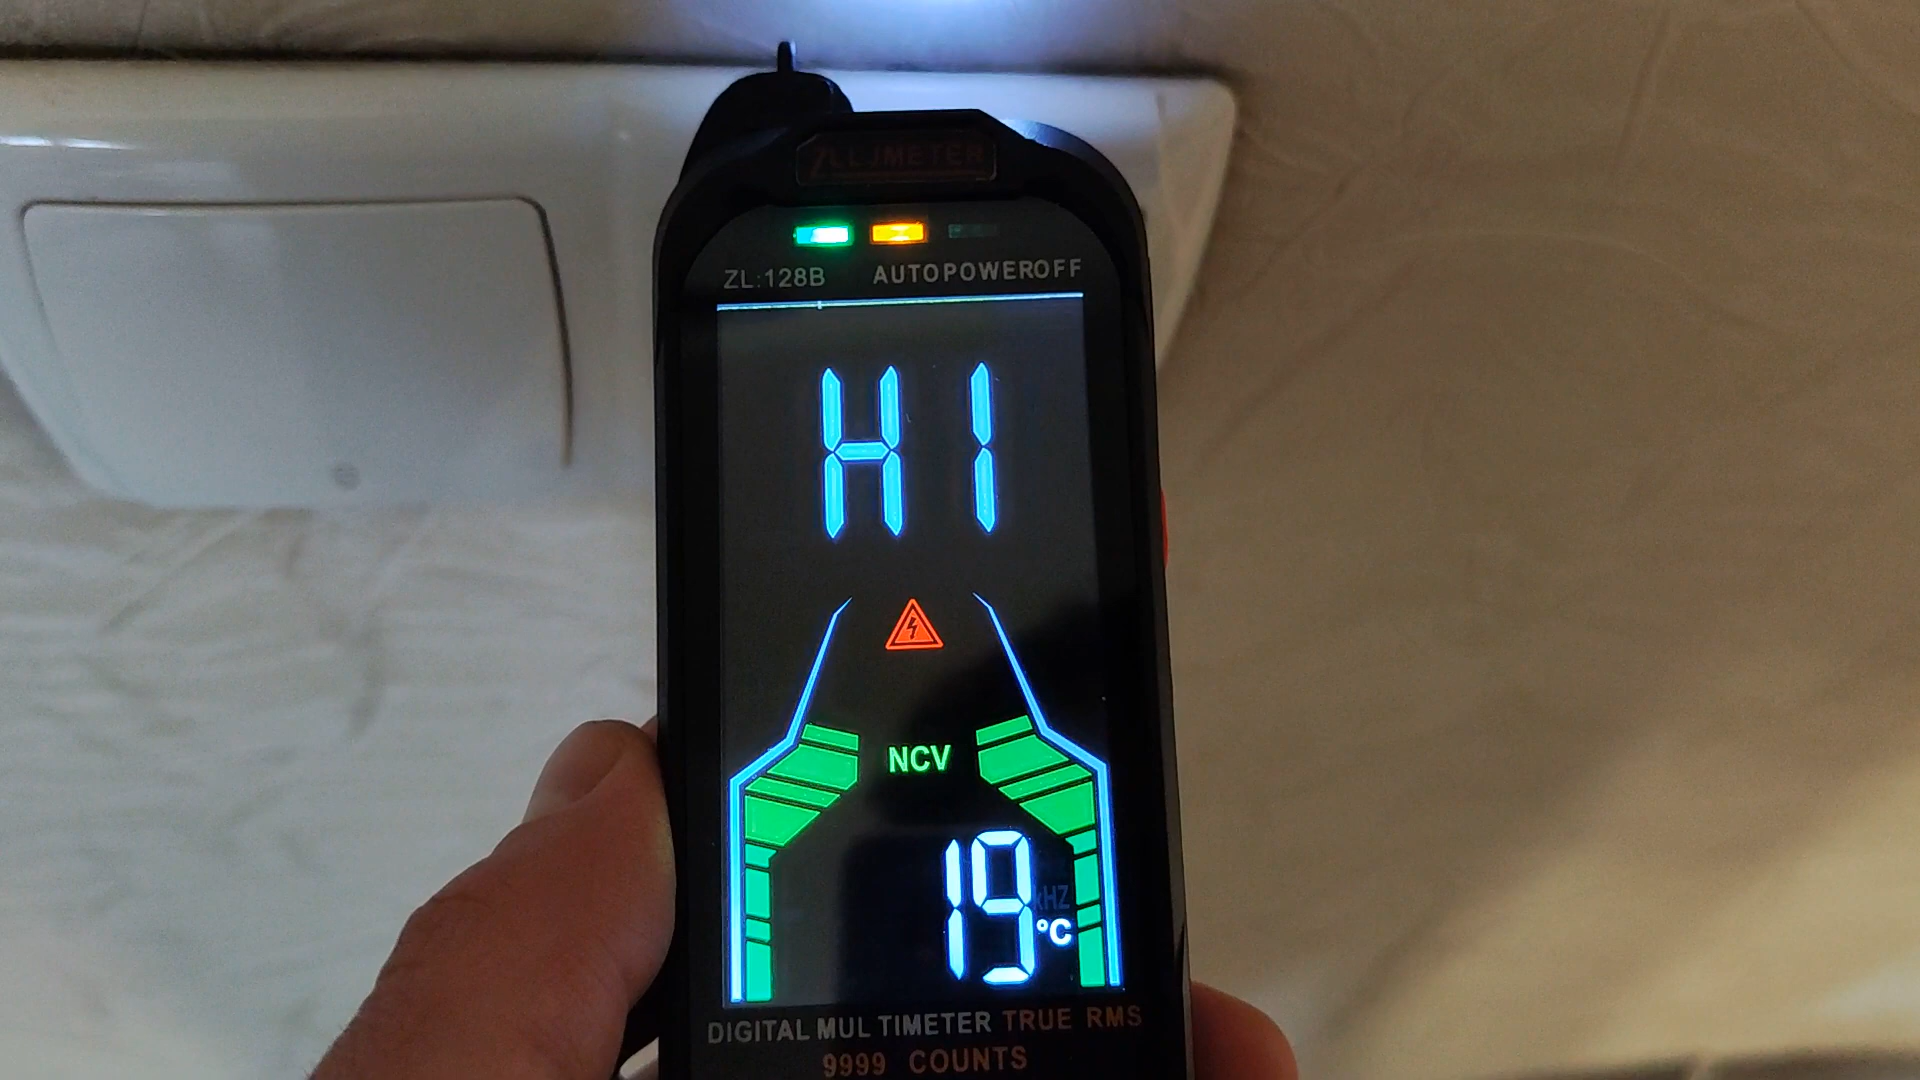 ZLLJMETER
ZL:128B AUTOPOWEROFF
HI
NCV
19 kHZ
°C
DIGITAL MULTIMETER TRUE RMS
9999 COUNTS